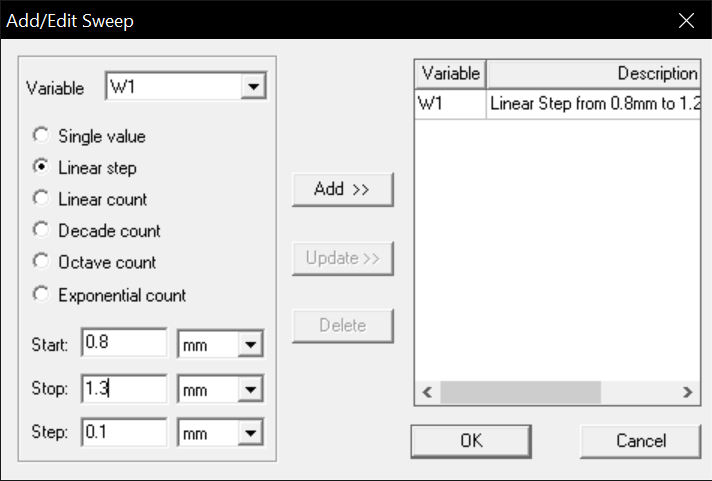 Add/Edit Sweep
Variable W1
Single value
Linear step
Linear count
Decade count
Octave count
Exponential count
Start: 0.8 mm
Stop: 1.3 mm
Step: 0.1 mm
Add >>
Update >>
Delete
Variable Description
W1 Linear Step from 0.8mm to 1.2
OK Cancel